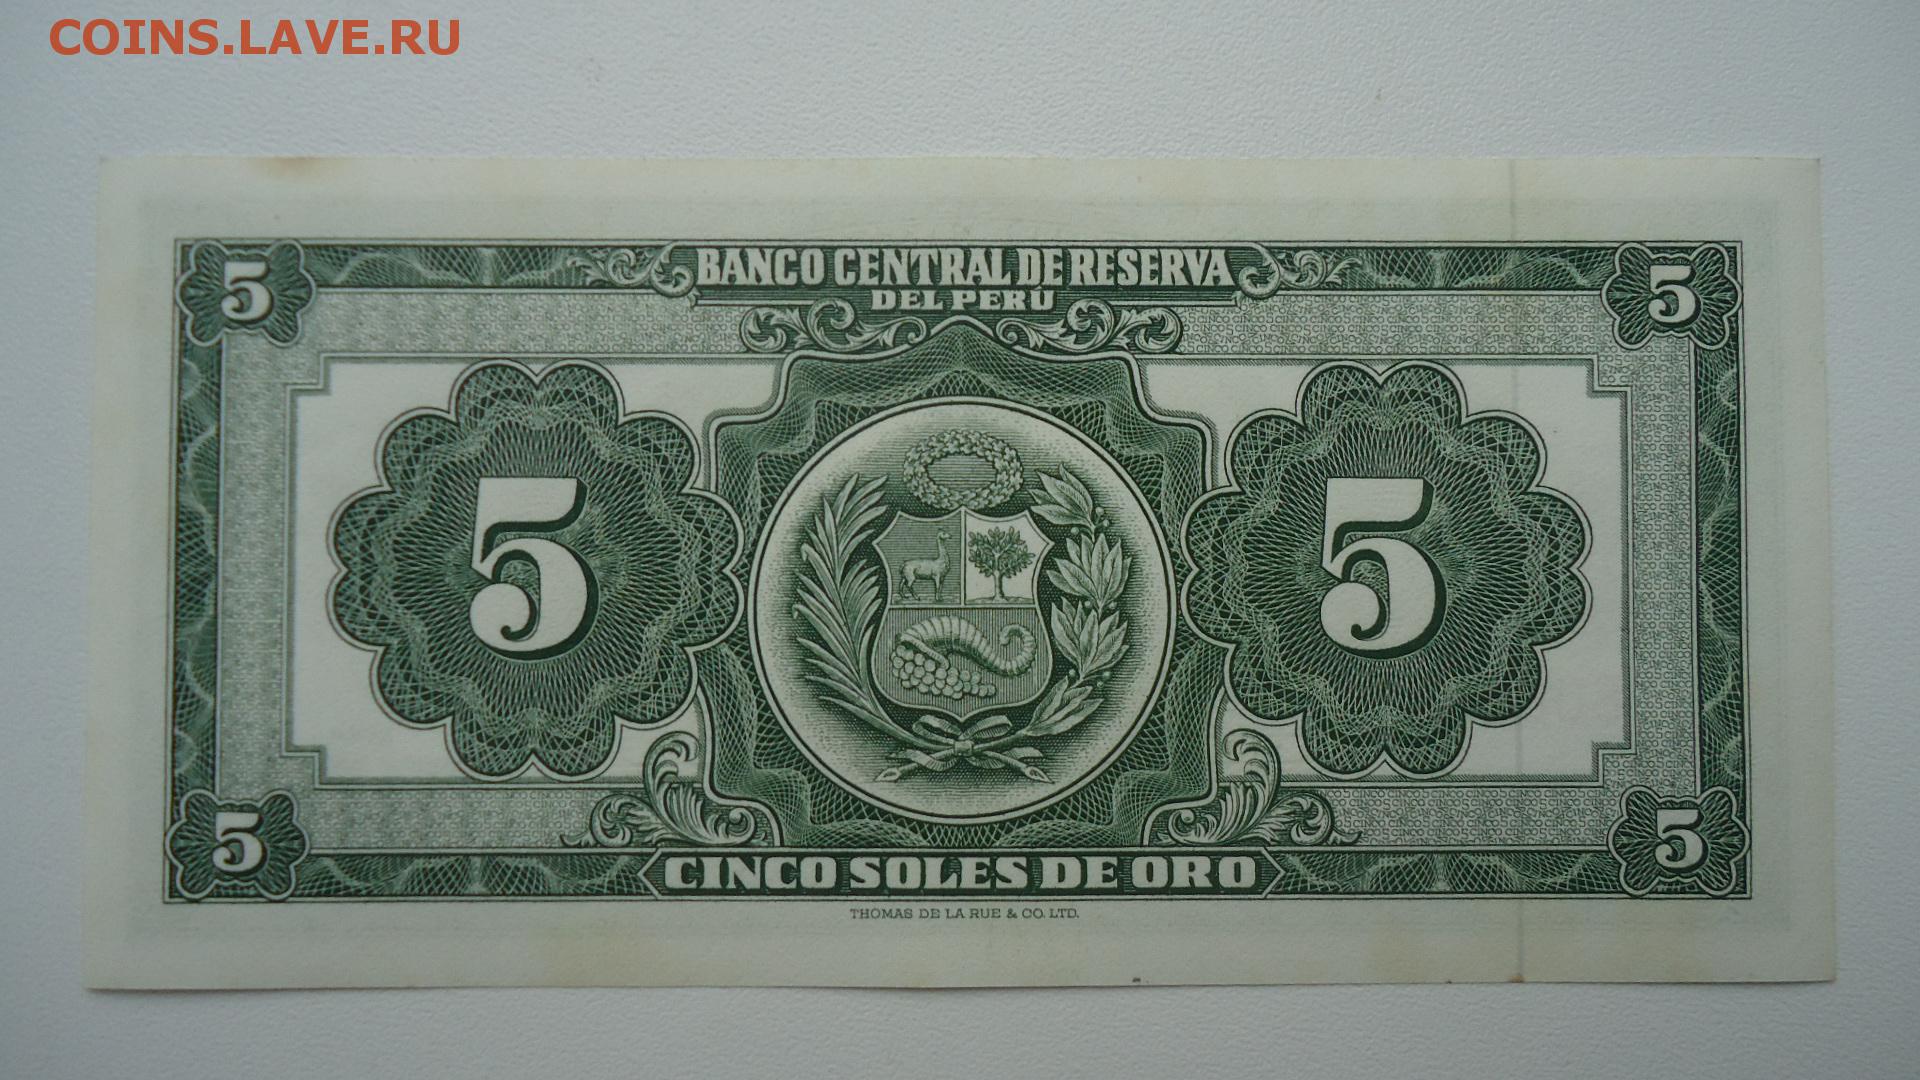 COINS.LAVE.RU
5 BANCO CENTRAL DE RESERVA 5
DEL PERÚ
5 5
5 CINCO SOLES DE ORO 5
THOMAS DE LA RUE & CO. LTD.